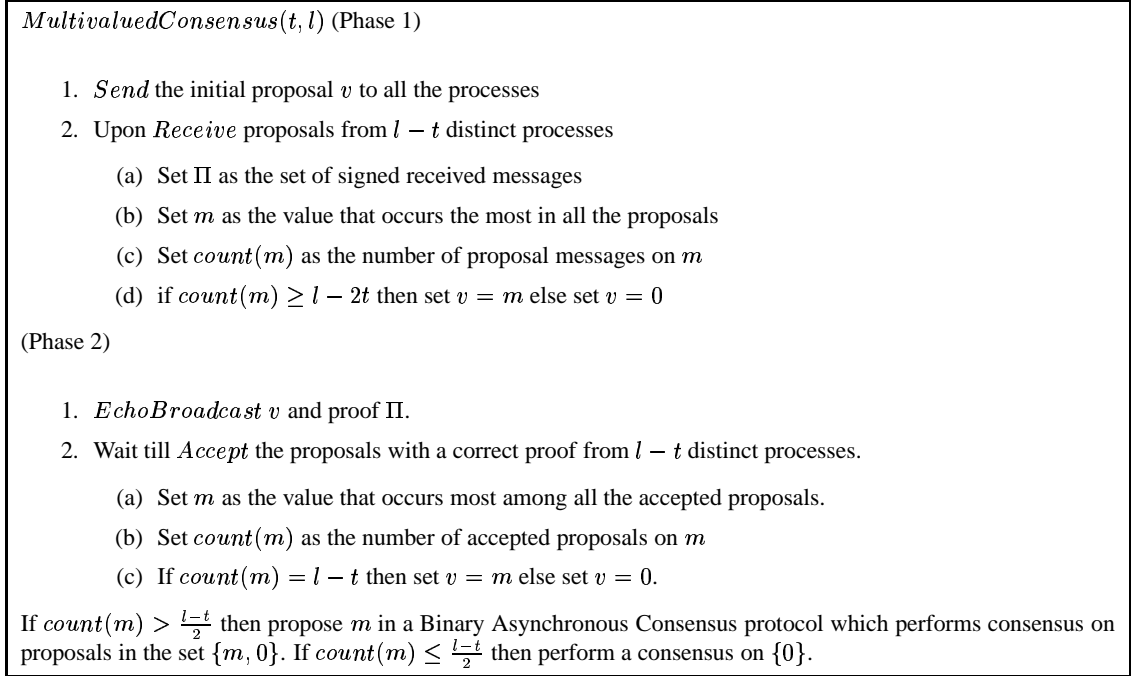 MultivaluedConsensus(t, l) (Phase 1)
1. Send the initial proposal v to all the processes
2. Upon Receive proposals from l − t distinct processes
(a) Set Π as the set of signed received messages
(b) Set m as the value that occurs the most in all the proposals
(c) Set count(m) as the number of proposal messages on m
(d) if count(m) ≥ l − 2t then set v = m else set v = 0
(Phase 2)
1. EchoBroadcast v and proof Π.
2. Wait till Accept the proposals with a correct proof from l − t distinct processes.
(a) Set m as the value that occurs most among all the accepted proposals.
(b) Set count(m) as the number of accepted proposals on m
(c) If count(m) = l − t then set v = m else set v = 0.
If count(m) > (l−t)/2 then propose m in a Binary Asynchronous Consensus protocol which performs consensus on
proposals in the set {m, 0}. If count(m) ≤ (l−t)/2 then perform a consensus on {0}.